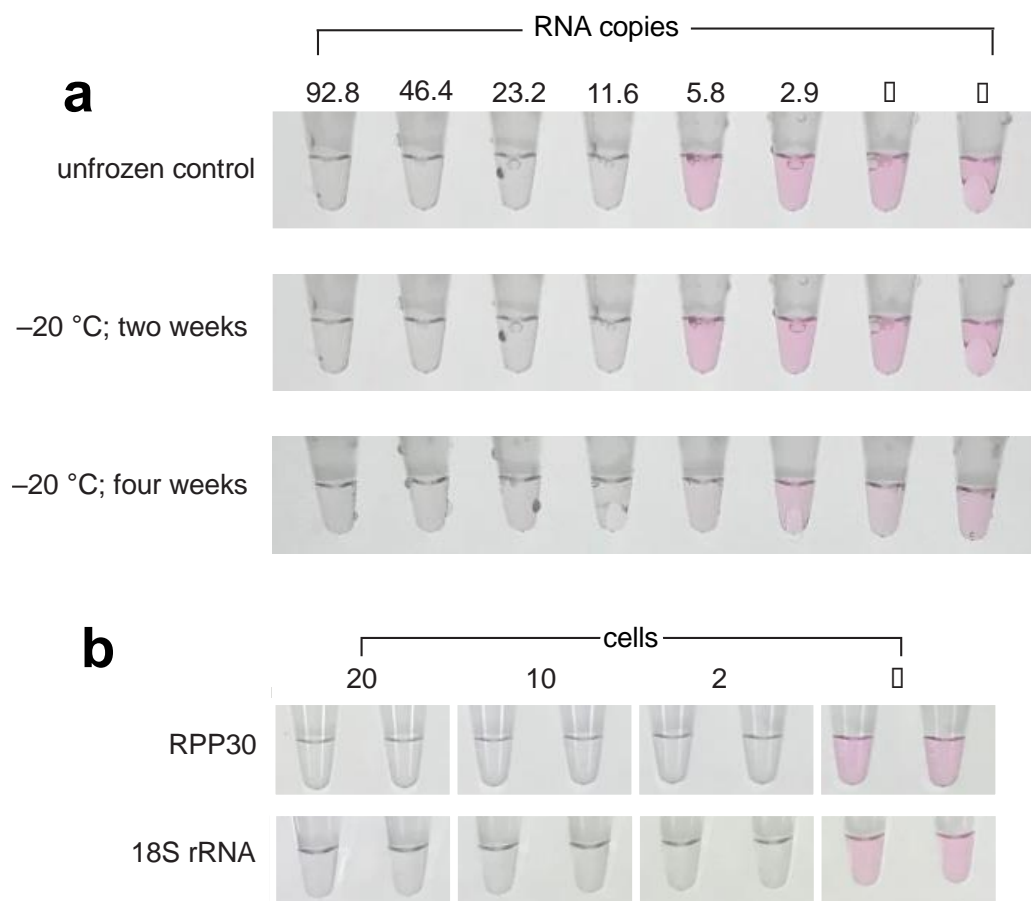 RNA copies
a
92.8 46.4 23.2 11.6 5.8 2.9 ▯ ▯
unfrozen control
–20 °C; two weeks
–20 °C; four weeks
b
cells
20 10 2 ▯
RPP30
18S rRNA